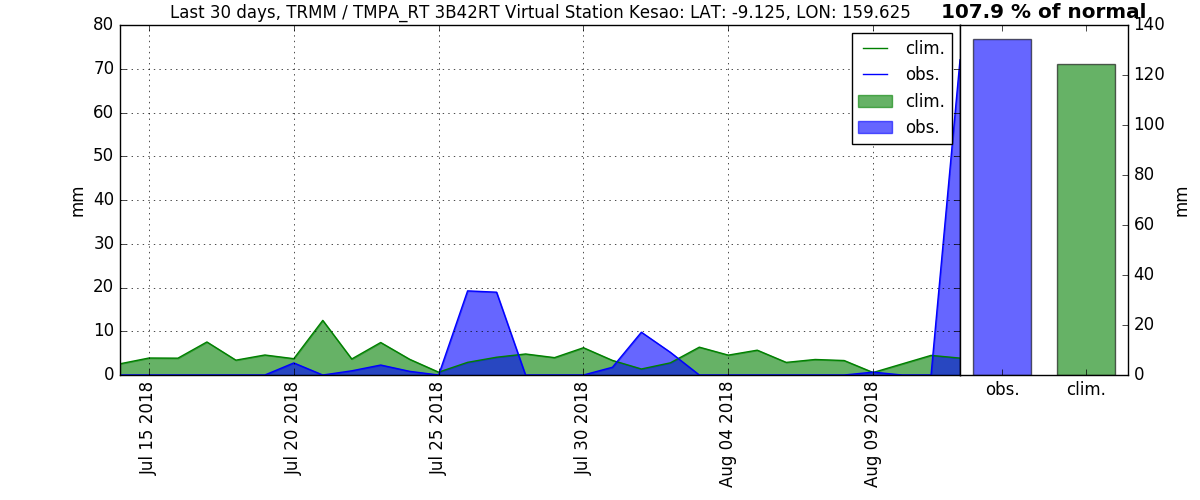 Last 30 days, TRMM / TMPA_RT 3B42RT Virtual Station Kesao: LAT: -9.125, LON: 159.625
107.9 % of normal
clim.
obs.
clim.
obs.
80
70
60
50
40
30
20
10
0
mm
Jul 15 2018
Jul 20 2018
Jul 25 2018
Jul 30 2018
Aug 04 2018
Aug 09 2018
140
120
100
80
60
40
20
0
mm
obs.
clim.